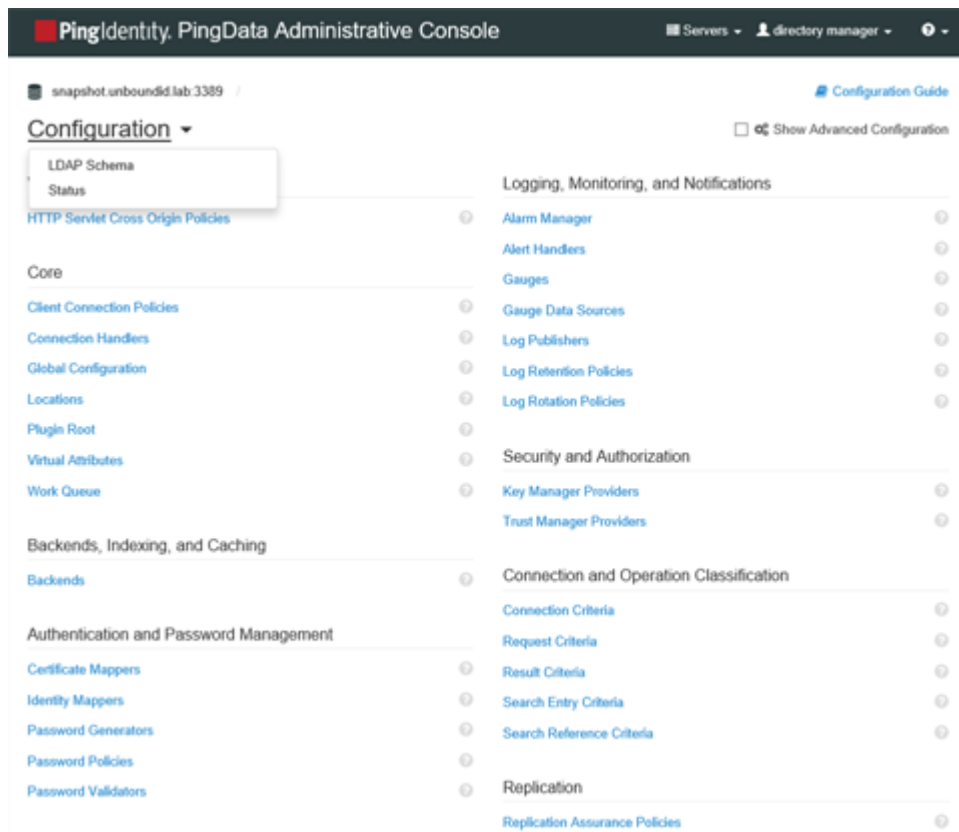 PingIdentity. PingData Administrative Console
Servers
directory manager
snapshot.unboundid.lab:3389 /
Configuration Guide
Configuration
Show Advanced Configuration
LDAP Schema
Status
HTTP Servlet Cross Origin Policies
Core
Client Connection Policies
Connection Handlers
Global Configuration
Locations
Plugin Root
Virtual Attributes
Work Queue
Backends, Indexing, and Caching
Backends
Authentication and Password Management
Certificate Mappers
Identity Mappers
Password Generators
Password Policies
Password Validators
Logging, Monitoring, and Notifications
Alarm Manager
Alert Handlers
Gauges
Gauge Data Sources
Log Publishers
Log Retention Policies
Log Rotation Policies
Security and Authorization
Key Manager Providers
Trust Manager Providers
Connection and Operation Classification
Connection Criteria
Request Criteria
Result Criteria
Search Entry Criteria
Search Reference Criteria
Replication
Replication Assurance Policies